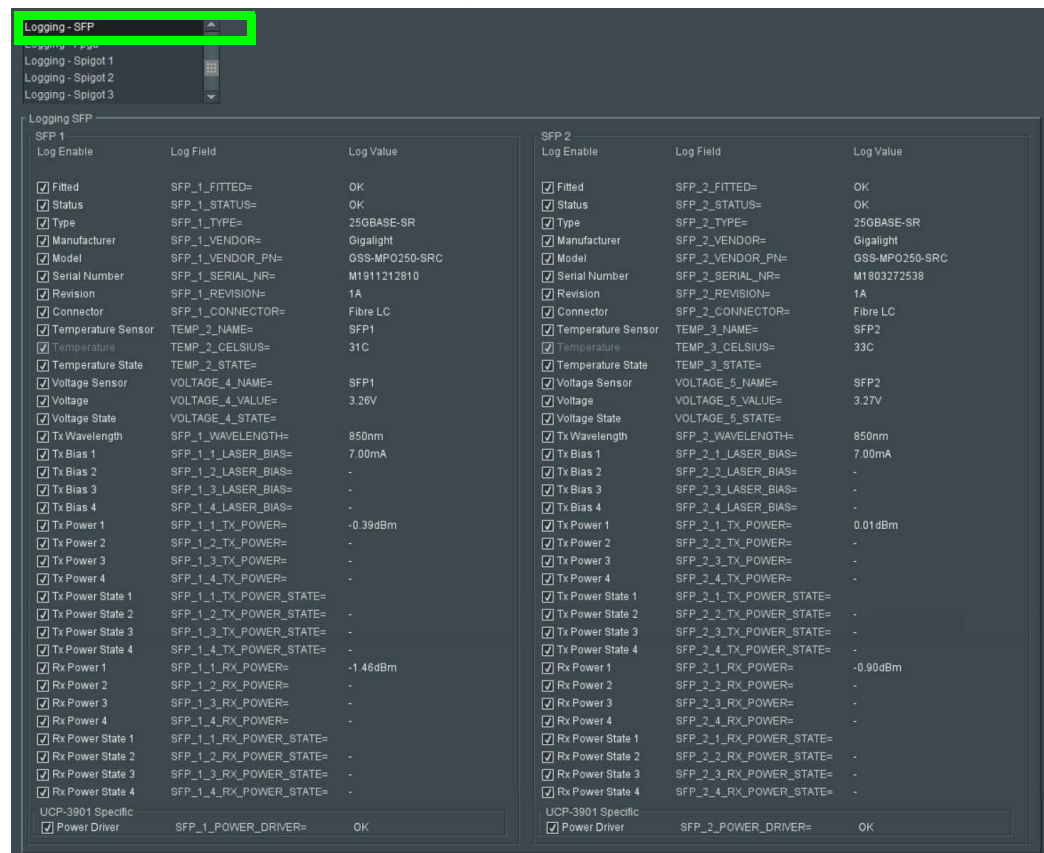 Logging - SFP
Logging - Fpga
Logging - Spigot 1
Logging - Spigot 2
Logging - Spigot 3
Logging SFP
SFP 1
Log Enable Log Field Log Value
Fitted SFP_1_FITTED= OK
Status SFP_1_STATUS= OK
Type SFP_1_TYPE= 25GBASE-SR
Manufacturer SFP_1_VENDOR= Gigalight
Model SFP_1_VENDOR_PN= GSS-MPO250-SRC
Serial Number SFP_1_SERIAL_NR= M1911212810
Revision SFP_1_REVISION= 1A
Connector SFP_1_CONNECTOR= Fibre LC
Temperature Sensor TEMP_2_NAME= SFP1
Temperature TEMP_2_CELSIUS= 31C
Temperature State TEMP_2_STATE=
Voltage Sensor VOLTAGE_4_NAME= SFP1
Voltage VOLTAGE_4_VALUE= 3.26V
Voltage State VOLTAGE_4_STATE=
Tx Wavelength SFP_1_WAVELENGTH= 850nm
Tx Bias 1 SFP_1_1_LASER_BIAS= 7.00mA
Tx Bias 2 SFP_1_2_LASER_BIAS= -
Tx Bias 3 SFP_1_3_LASER_BIAS= -
Tx Bias 4 SFP_1_4_LASER_BIAS= -
Tx Power 1 SFP_1_1_TX_POWER= -0.39dBm
Tx Power 2 SFP_1_2_TX_POWER= -
Tx Power 3 SFP_1_3_TX_POWER= -
Tx Power 4 SFP_1_4_TX_POWER= -
Tx Power State 1 SFP_1_1_TX_POWER_STATE=
Tx Power State 2 SFP_1_2_TX_POWER_STATE= -
Tx Power State 3 SFP_1_3_TX_POWER_STATE= -
Tx Power State 4 SFP_1_4_TX_POWER_STATE= -
Rx Power 1 SFP_1_1_RX_POWER= -1.46dBm
Rx Power 2 SFP_1_2_RX_POWER= -
Rx Power 3 SFP_1_3_RX_POWER= -
Rx Power 4 SFP_1_4_RX_POWER= -
Rx Power State 1 SFP_1_1_RX_POWER_STATE=
Rx Power State 2 SFP_1_2_RX_POWER_STATE= -
Rx Power State 3 SFP_1_3_RX_POWER_STATE= -
Rx Power State 4 SFP_1_4_RX_POWER_STATE= -
UCP-3901 Specific
Power Driver SFP_1_POWER_DRIVER= OK
SFP 2
Log Enable Log Field Log Value
Fitted SFP_2_FITTED= OK
Status SFP_2_STATUS= OK
Type SFP_2_TYPE= 25GBASE-SR
Manufacturer SFP_2_VENDOR= Gigalight
Model SFP_2_VENDOR_PN= GSS-MPO250-SRC
Serial Number SFP_2_SERIAL_NR= M1803272538
Revision SFP_2_REVISION= 1A
Connector SFP_2_CONNECTOR= Fibre LC
Temperature Sensor TEMP_3_NAME= SFP2
Temperature TEMP_3_CELSIUS= 33C
Temperature State TEMP_3_STATE=
Voltage Sensor VOLTAGE_5_NAME= SFP2
Voltage VOLTAGE_5_VALUE= 3.27V
Voltage State VOLTAGE_5_STATE=
Tx Wavelength SFP_2_WAVELENGTH= 850nm
Tx Bias 1 SFP_2_1_LASER_BIAS= 7.00mA
Tx Bias 2 SFP_2_2_LASER_BIAS= -
Tx Bias 3 SFP_2_3_LASER_BIAS= -
Tx Bias 4 SFP_2_4_LASER_BIAS= -
Tx Power 1 SFP_2_1_TX_POWER= 0.01dBm
Tx Power 2 SFP_2_2_TX_POWER= -
Tx Power 3 SFP_2_3_TX_POWER= -
Tx Power 4 SFP_2_4_TX_POWER= -
Tx Power State 1 SFP_2_1_TX_POWER_STATE=
Tx Power State 2 SFP_2_2_TX_POWER_STATE= -
Tx Power State 3 SFP_2_3_TX_POWER_STATE= -
Tx Power State 4 SFP_2_4_TX_POWER_STATE= -
Rx Power 1 SFP_2_1_RX_POWER= -0.90dBm
Rx Power 2 SFP_2_2_RX_POWER= -
Rx Power 3 SFP_2_3_RX_POWER= -
Rx Power 4 SFP_2_4_RX_POWER= -
Rx Power State 1 SFP_2_1_RX_POWER_STATE=
Rx Power State 2 SFP_2_2_RX_POWER_STATE= -
Rx Power State 3 SFP_2_3_RX_POWER_STATE= -
Rx Power State 4 SFP_2_4_RX_POWER_STATE= -
UCP-3901 Specific
Power Driver SFP_2_POWER_DRIVER= OK